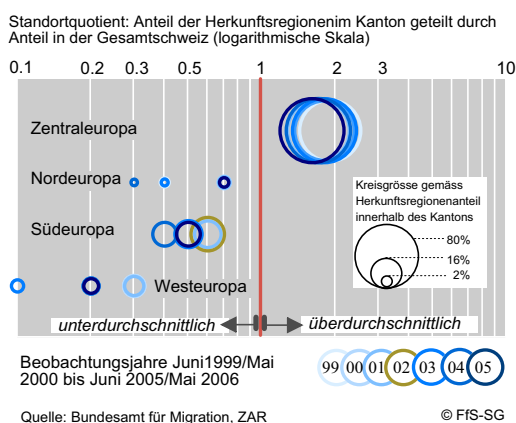 Standortquotient: Anteil der Herkunftsregionenim Kanton geteilt durch
Anteil in der Gesamtschweiz (logarithmische Skala)
0.1 0.2 0.3 0.5 1 2 3 10
Zentraleuropa
Nordeuropa
Südeuropa
Westeuropa
Kreisgrösse gemäss
Herkunftsregionenanteil
innerhalb des Kantons
80%
16%
2%
unterdurchschnittlich überdurchschnittlich
Beobachtungsjahre Juni1999/Mai
2000 bis Juni 2005/Mai 2006
99 00 01 02 03 04 05
Quelle: Bundesamt für Migration, ZAR © FfS-SG